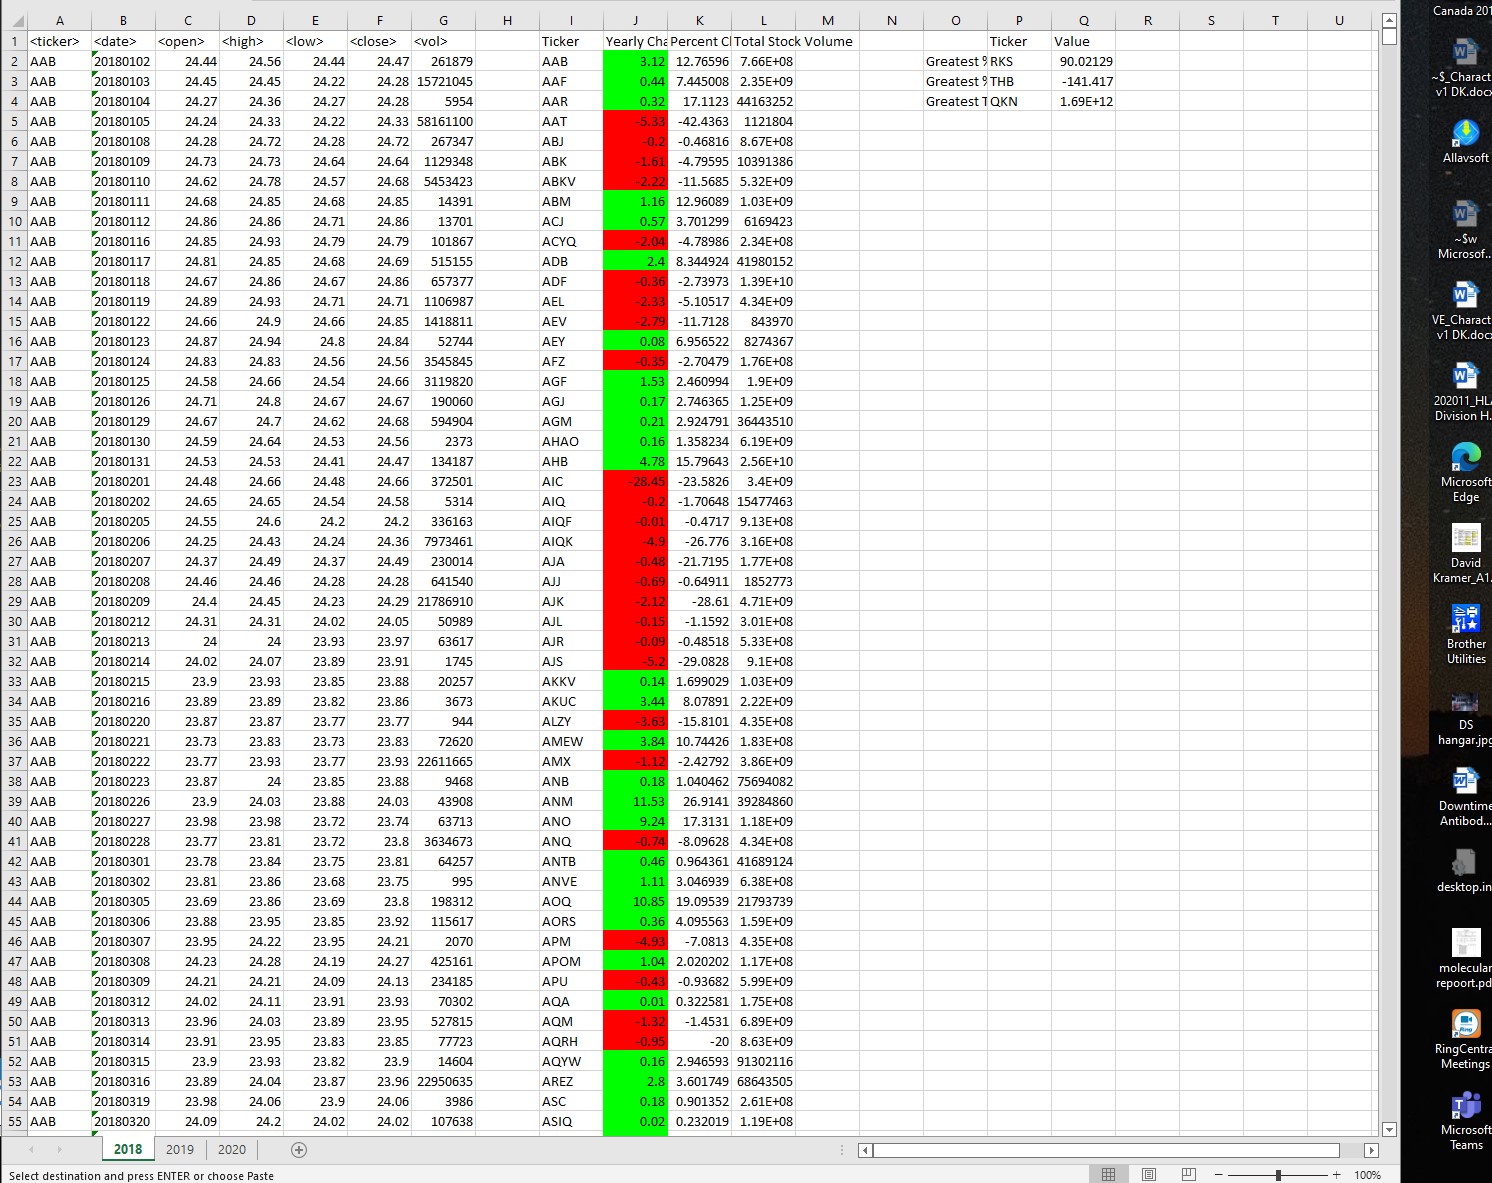 A B C D E F G H I J K L M N O P Q R S T U
1 <ticker> <date> <open> <high> <low> <close> <vol> Ticker Yearly Cha Percent Cl Total Stock Volume Ticker Value
2 AAB 20180102 24.44 24.56 24.44 24.47 261879 AAB 3.12 12.76596 7.66E+08 Greatest % RKS 90.02129
3 AAB 20180103 24.45 24.45 24.22 24.28 15721045 AAF 0.44 7.445008 2.35E+09 Greatest % THB -141.417
4 AAB 20180104 24.27 24.36 24.27 24.28 5954 AAR 0.32 17.1123 44163252 Greatest T QKN 1.69E+12
5 AAB 20180105 24.24 24.33 24.22 24.33 58161100 AAT -5.33 -42.4363 1121804
6 AAB 20180108 24.28 24.72 24.28 24.72 267347 ABJ -0.2 -0.46816 8.67E+08
7 AAB 20180109 24.73 24.73 24.64 24.64 1129348 ABK -1.61 -4.79595 10391386
8 AAB 20180110 24.62 24.78 24.57 24.68 5453423 ABKV -2.22 -11.5685 5.32E+09
9 AAB 20180111 24.68 24.85 24.68 24.85 14391 ABM 1.16 12.96089 1.03E+09
10 AAB 20180112 24.86 24.86 24.71 24.86 13701 ACJ 0.57 3.701299 6169423
11 AAB 20180116 24.85 24.93 24.79 24.79 101867 ACYQ -2.04 -4.78986 2.34E+08
12 AAB 20180117 24.81 24.85 24.68 24.69 515155 ADB 2.4 8.344924 41980152
13 AAB 20180118 24.67 24.86 24.67 24.86 657377 ADF -0.36 -2.73973 1.39E+10
14 AAB 20180119 24.89 24.93 24.71 24.71 1106987 AEL -2.33 -5.10517 4.34E+09
15 AAB 20180122 24.66 24.9 24.66 24.85 1418811 AEV -2.79 -11.7128 843970
16 AAB 20180123 24.87 24.94 24.8 24.84 52744 AEY 0.08 6.956522 8274367
17 AAB 20180124 24.83 24.83 24.56 24.56 3545845 AFZ -0.35 -2.70479 1.76E+08
18 AAB 20180125 24.58 24.66 24.54 24.66 3119820 AGF 1.53 2.460994 1.9E+09
19 AAB 20180126 24.71 24.8 24.67 24.67 190060 AGJ 0.17 2.746365 1.25E+09
20 AAB 20180129 24.67 24.7 24.62 24.68 594904 AGM 0.21 2.924791 36443510
21 AAB 20180130 24.59 24.64 24.53 24.56 2373 AHAO 0.16 1.358234 6.19E+09
22 AAB 20180131 24.53 24.53 24.41 24.47 134187 AHB 4.78 15.79643 2.56E+10
23 AAB 20180201 24.48 24.66 24.48 24.66 372501 AIC -28.45 -23.5826 3.4E+09
24 AAB 20180202 24.65 24.65 24.54 24.58 5314 AIQ -0.2 -1.70648 15477463
25 AAB 20180205 24.55 24.6 24.2 24.2 336163 AIQF -0.01 -0.4717 9.13E+08
26 AAB 20180206 24.25 24.43 24.24 24.36 7973461 AIQK -4.9 -26.776 3.16E+08
27 AAB 20180207 24.37 24.49 24.37 24.49 230014 AJA -0.48 -21.7195 1.77E+08
28 AAB 20180208 24.46 24.46 24.28 24.28 641540 AJJ -0.69 -0.64911 1852773
29 AAB 20180209 24.4 24.45 24.23 24.29 21786910 AJK -2.12 -28.61 4.71E+09
30 AAB 20180212 24.31 24.31 24.02 24.05 50989 AJL -0.15 -1.1592 3.01E+08
31 AAB 20180213 24 24 23.93 23.97 63617 AJR -0.09 -0.48518 5.33E+08
32 AAB 20180214 24.02 24.07 23.89 23.91 1745 AJS -5.2 -29.0828 9.1E+08
33 AAB 20180215 23.9 23.93 23.85 23.88 20257 AKKV 0.14 1.699029 1.03E+09
34 AAB 20180216 23.89 23.89 23.82 23.86 3673 AKUC 3.44 8.07891 2.22E+09
35 AAB 20180220 23.87 23.87 23.77 23.77 944 ALZY -3.63 -15.8101 4.35E+08
36 AAB 20180221 23.73 23.83 23.73 23.83 72620 AMEW 3.84 10.74426 1.83E+08
37 AAB 20180222 23.77 23.93 23.77 23.93 22611665 AMX -1.12 -2.42792 3.86E+09
38 AAB 20180223 23.87 24 23.85 23.88 9468 ANB 0.18 1.040462 75694082
39 AAB 20180226 23.9 24.03 23.88 24.03 43908 ANM 11.53 26.9141 39284860
40 AAB 20180227 23.98 23.98 23.72 23.74 63713 ANO 9.24 17.3131 1.18E+09
41 AAB 20180228 23.77 23.81 23.72 23.8 3634673 ANQ -0.74 -8.09628 4.34E+08
42 AAB 20180301 23.78 23.84 23.75 23.81 64257 ANTB 0.46 0.964361 41689124
43 AAB 20180302 23.81 23.86 23.68 23.75 995 ANVE 1.11 3.046939 6.38E+08
44 AAB 20180305 23.69 23.86 23.69 23.8 198312 AOQ 10.85 19.09539 21793739
45 AAB 20180306 23.88 23.95 23.85 23.92 115617 AORS 0.36 4.095563 1.59E+09
46 AAB 20180307 23.95 24.22 23.95 24.21 2070 APM -4.93 -7.0813 4.35E+08
47 AAB 20180308 24.23 24.28 24.19 24.27 425161 APOM 1.04 2.020202 1.17E+08
48 AAB 20180309 24.21 24.21 24.09 24.13 234185 APU -0.43 -0.93682 5.99E+09
49 AAB 20180312 24.02 24.11 23.91 23.93 70302 AQA 0.01 0.322581 1.75E+08
50 AAB 20180313 23.96 24.03 23.89 23.95 527815 AQM -1.32 -1.4531 6.89E+09
51 AAB 20180314 23.91 23.95 23.83 23.85 77723 AQRH -0.95 -20 8.63E+09
52 AAB 20180315 23.9 23.93 23.82 23.9 14604 AQYW 0.16 2.946593 91302116
53 AAB 20180316 23.89 24.04 23.87 23.96 22950635 AREZ 2.8 3.601749 68643505
54 AAB 20180319 23.98 24.06 23.9 24.06 3986 ASC 0.18 0.901352 2.61E+08
55 AAB 20180320 24.09 24.2 24.02 24.02 107638 ASIQ 0.02 0.232019 1.19E+08
2018 2019 2020
Select destination and press ENTER or choose Paste
100%
Canada 201
~$_Charact
v1 DK.docx
Allavsoft
~$w
Microsof...
VE_Charact
v1 DK.docx
202011_HLA
Division H...
Microsoft
Edge
David
Kramer_A1.
Brother
Utilities
DS
hangar.jpg
Downtime
Antibod...
desktop.in
molecular
repoort.pd
RingCentra
Meetings
Microsoft
Teams